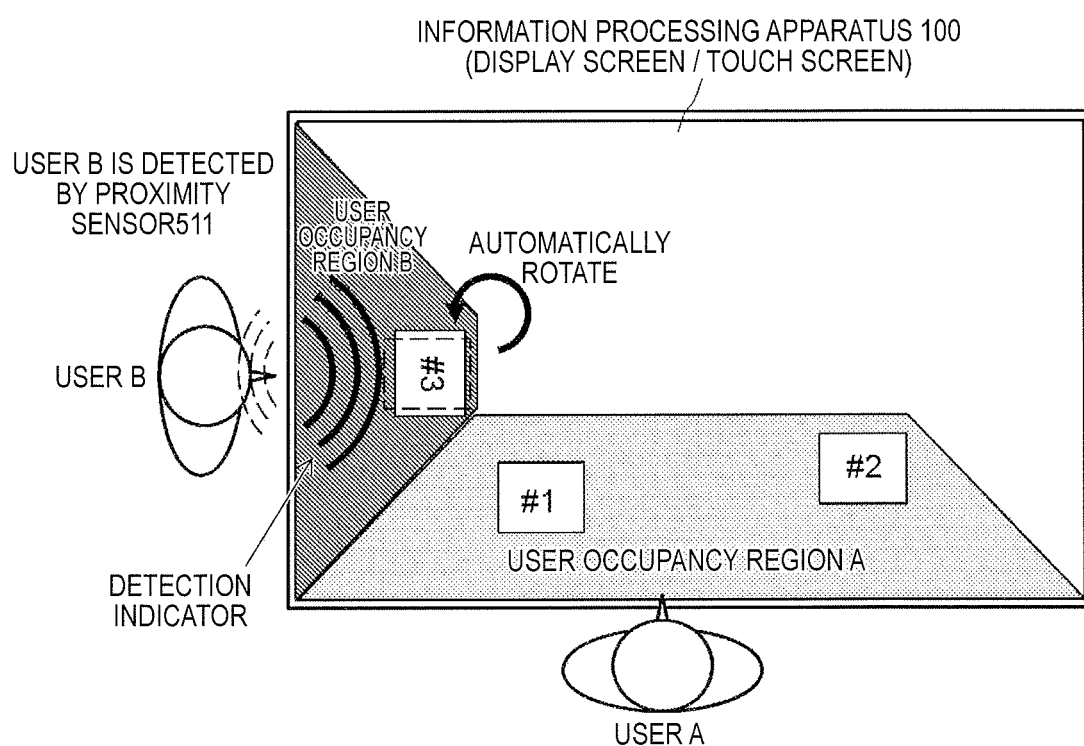 INFORMATION PROCESSING APPARATUS 100
(DISPLAY SCREEN / TOUCH SCREEN)
USER B IS DETECTED
BY PROXIMITY
SENSOR511
USER
OCCUPANCY
REGION B
AUTOMATICALLY
ROTATE
USER B
#3
#1
#2
USER OCCUPANCY REGION A
DETECTION
INDICATOR
USER A